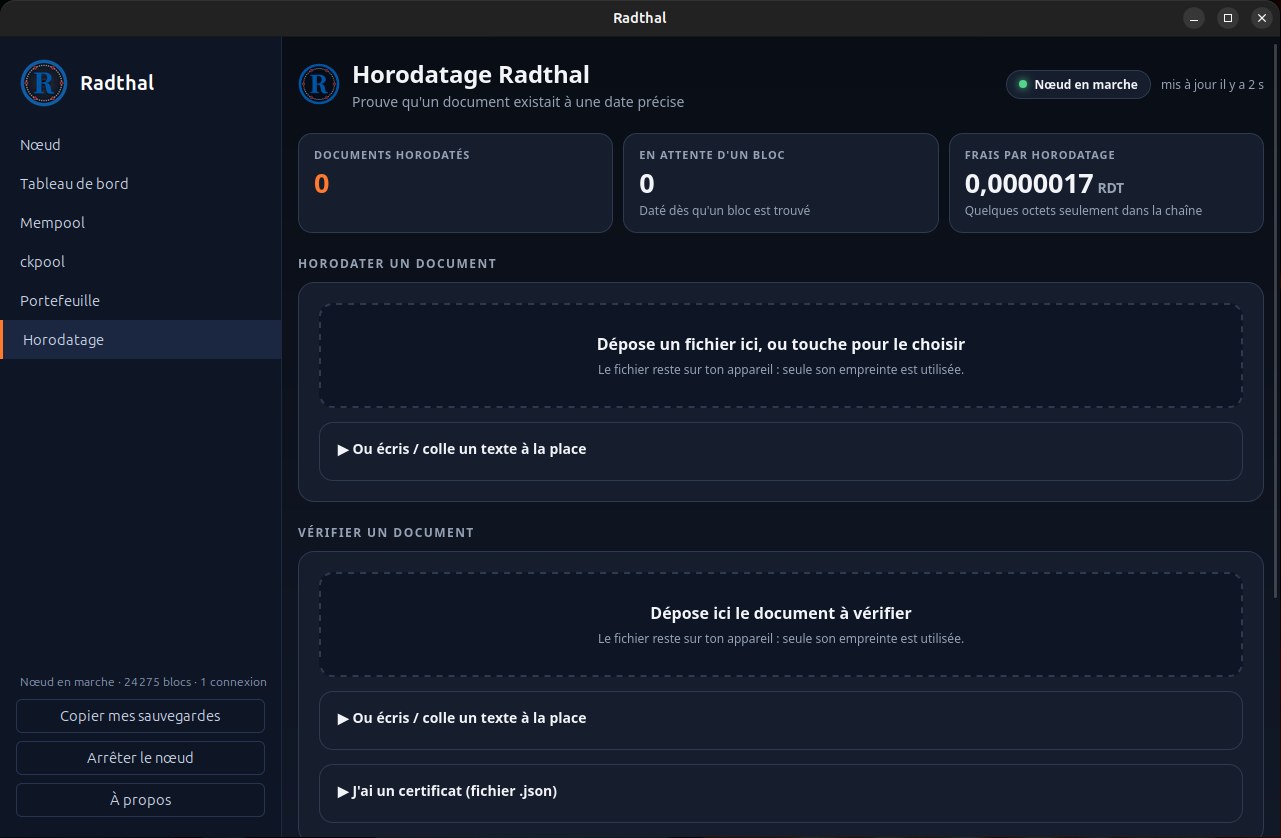 Radthal
R
Radthal
Nœud
Tableau de bord
Mempool
ckpool
Portefeuille
Horodatage
Nœud en marche · 24275 blocs · 1 connexion
Copier mes sauvegardes
Arrêter le nœud
À propos
R
Horodatage Radthal
Prouve qu'un document existait à une date précise
Nœud en marche
mis à jour il y a 2 s
DOCUMENTS HORODATÉS
0
EN ATTENTE D'UN BLOC
0
Daté dès qu'un bloc est trouvé
FRAIS PAR HORODATAGE
0,0000017 RDT
Quelques octets seulement dans la chaîne
HORODATER UN DOCUMENT
Dépose un fichier ici, ou touche pour le choisir
Le fichier reste sur ton appareil : seule son empreinte est utilisée.
▶ Ou écris / colle un texte à la place
VÉRIFIER UN DOCUMENT
Dépose ici le document à vérifier
Le fichier reste sur ton appareil : seule son empreinte est utilisée.
▶ Ou écris / colle un texte à la place
▶ J'ai un certificat (fichier .json)